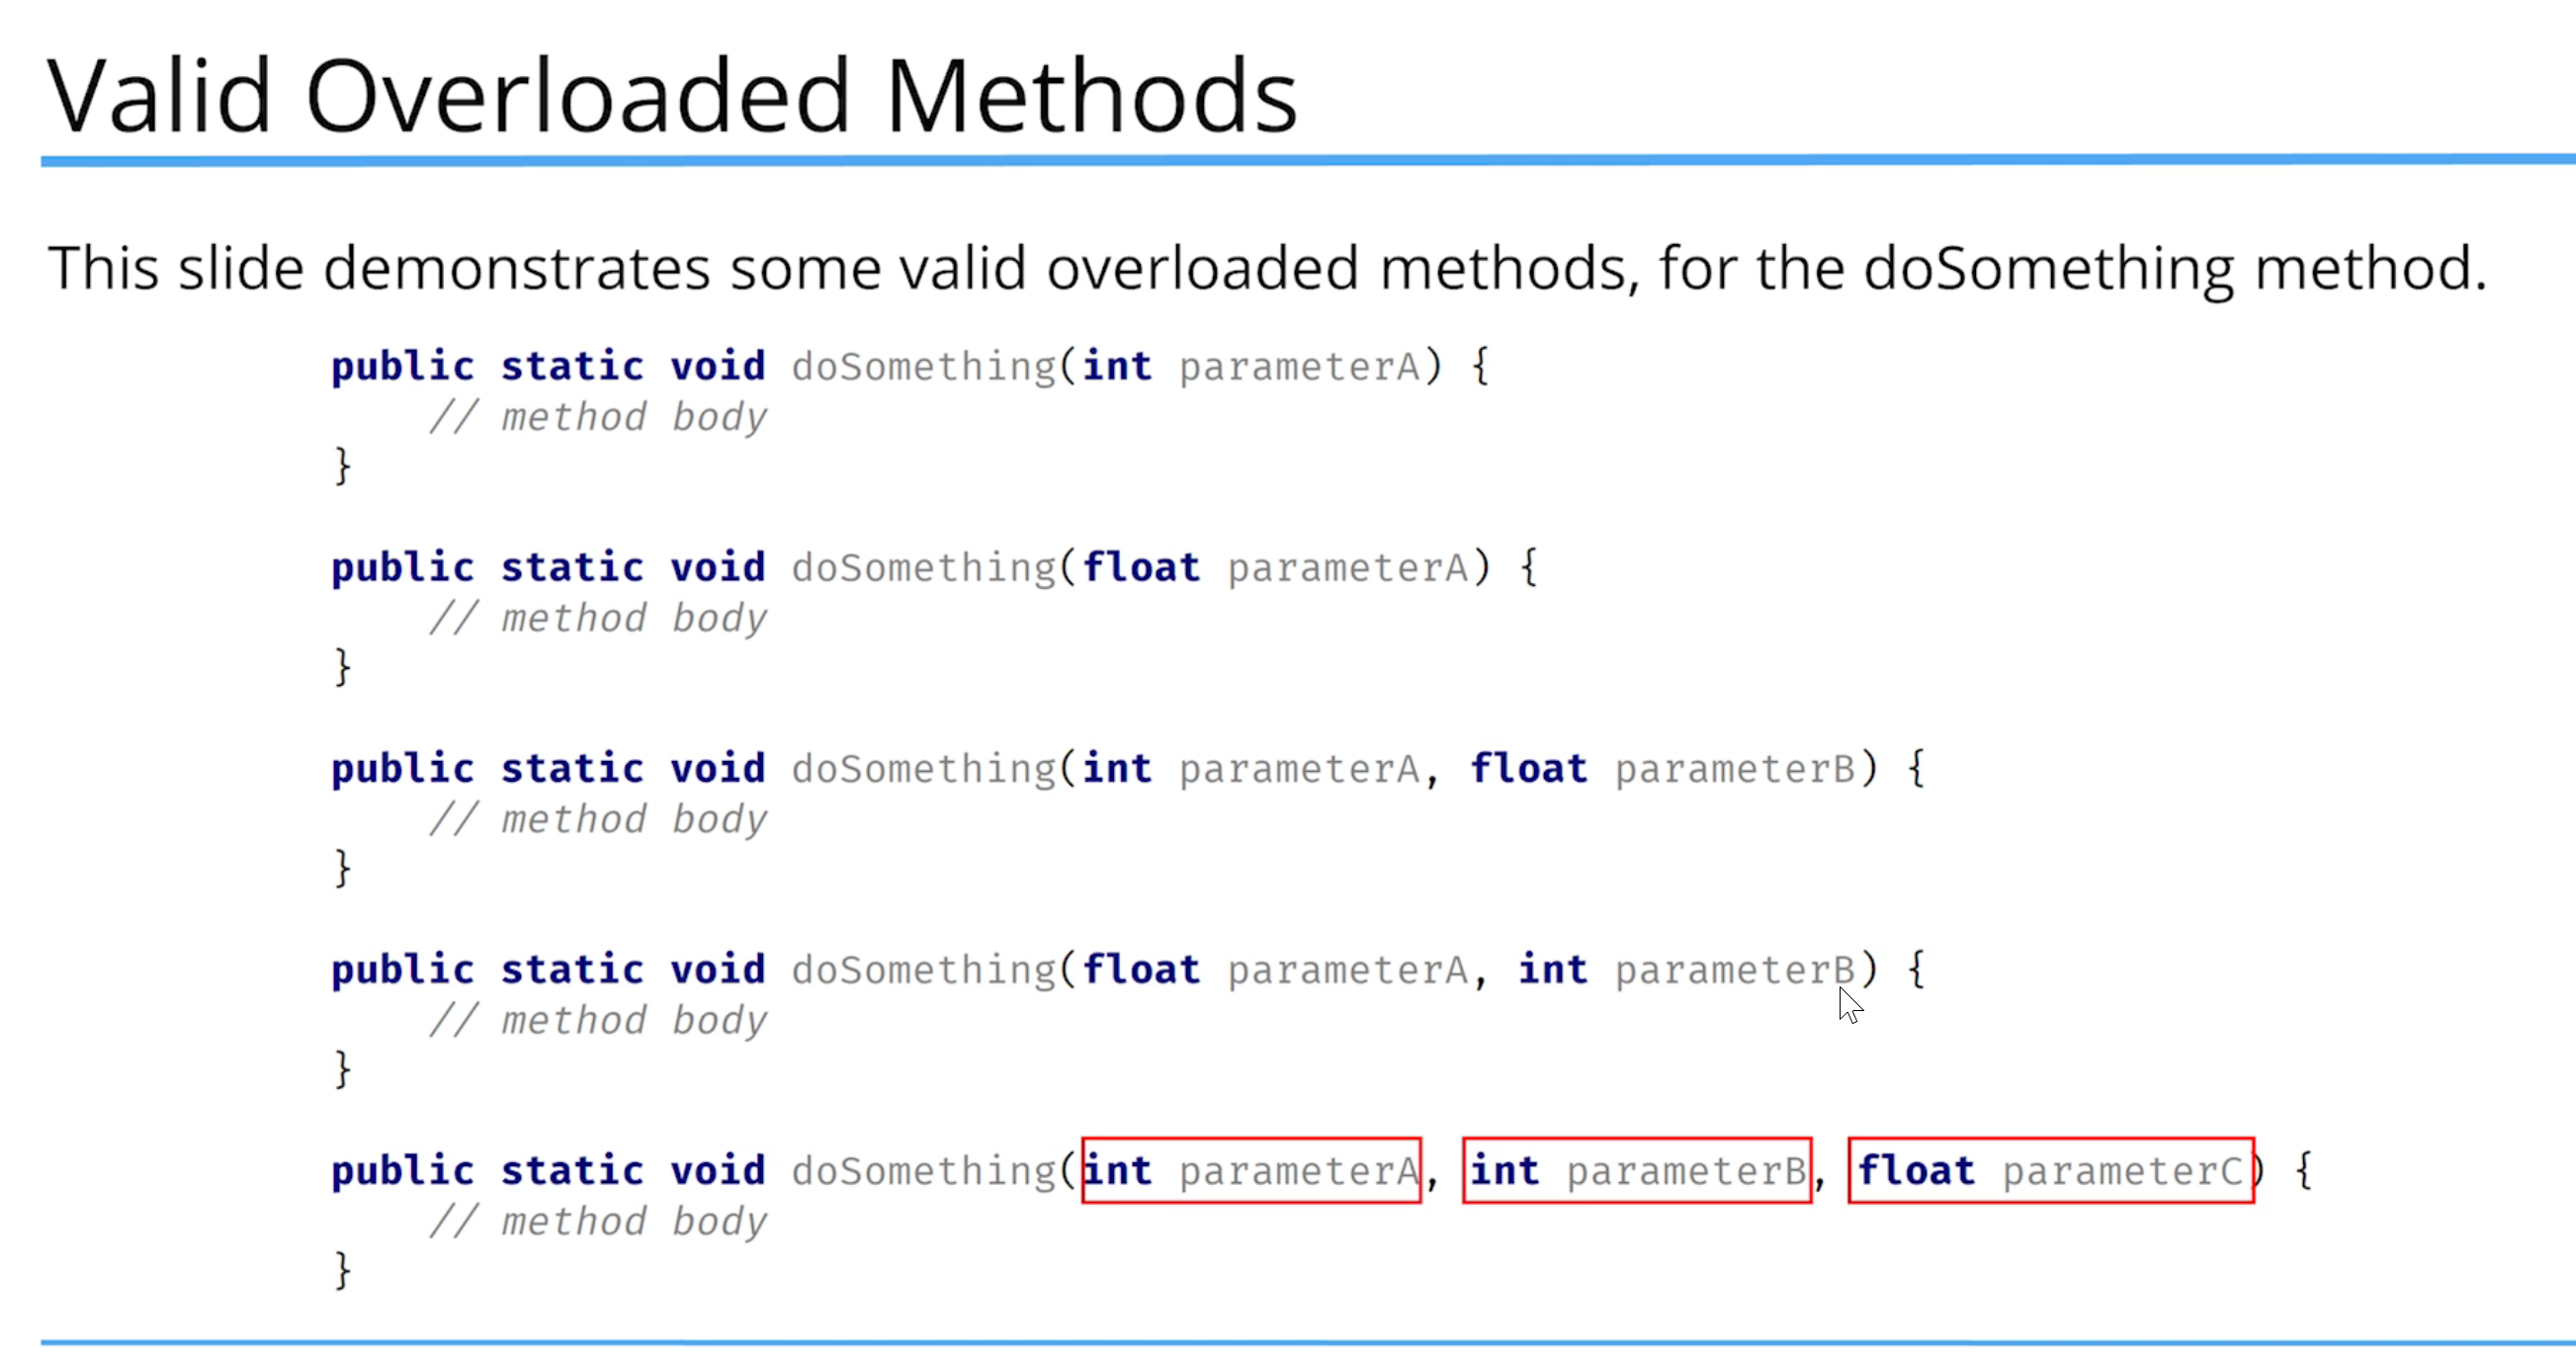 Valid Overloaded Methods
This slide demonstrates some valid overloaded methods, for the doSomething method.
public static void doSomething(int parameterA) {
// method body
}
public static void doSomething(float parameterA) {
// method body
}
public static void doSomething(int parameterA, float parameterB) {
// method body
}
public static void doSomething(float parameterA, int parameterB) {
// method body
}
public static void doSomething(int parameterA, int parameterB, float parameterC) {
// method body
}